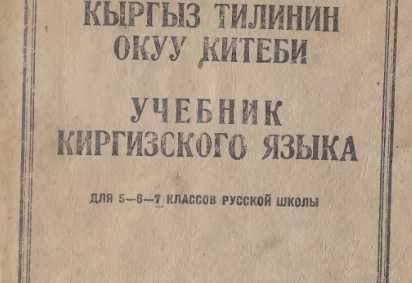 КЫРГЫЗ ТИЛИНИН
ОКУУ КИТЕБИ
УЧЕБНИК
КИРГИЗСКОГО ЯЗЫКА
ДЛЯ 5—6—7 КЛАССОВ РУССКОЙ ШКОЛЫ